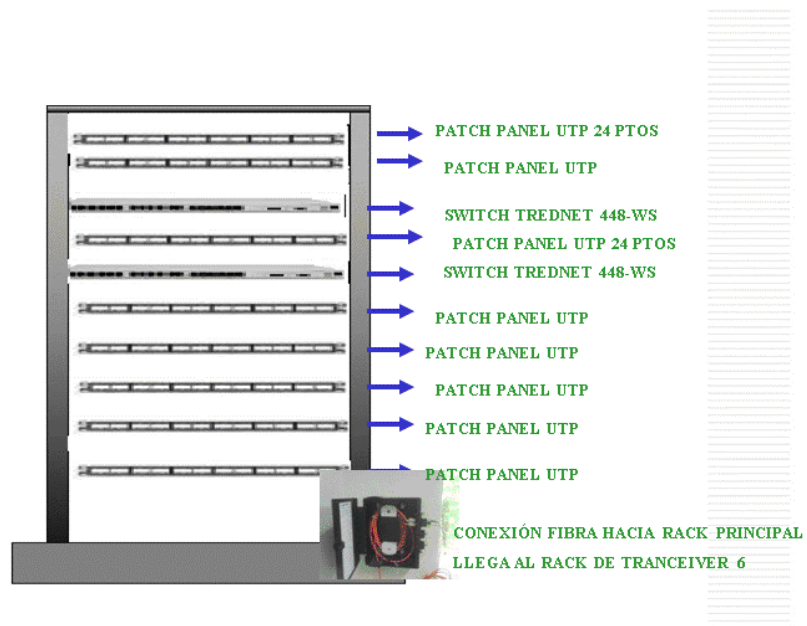 PATCH PANEL UTP 24 PTOS
PATCH PANEL UTP
SWITCH TREDNET 448-WS
PATCH PANEL UTP 24 PTOS
SWITCH TREDNET 448-WS
PATCH PANEL UTP
PATCH PANEL UTP
PATCH PANEL UTP
PATCH PANEL UTP
PATCH PANEL UTP
CONEXIÓN FIBRA HACIA RACK PRINCIPAL
LLEGA AL RACK DE TRANCEIVER 6